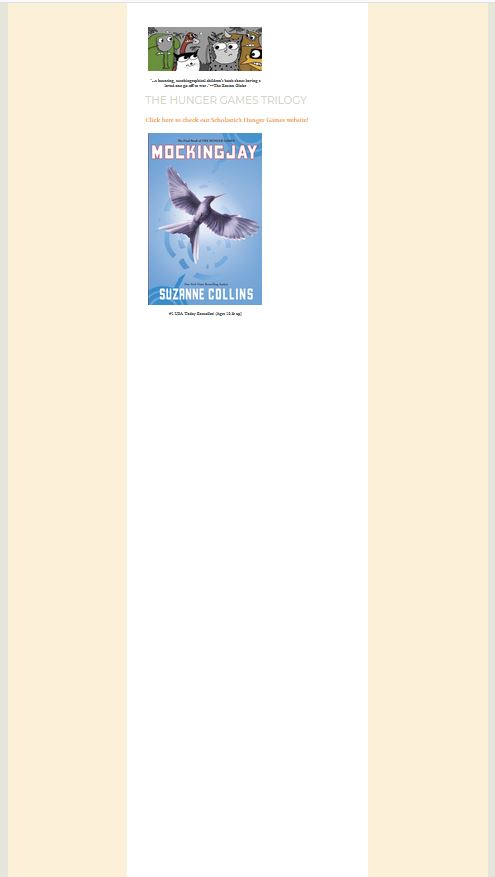 "...a haunting, autobiographical children's book about having a
loved one go off to war."--The Boston Globe
THE HUNGER GAMES TRILOGY
Click here to check our Scholastic's Hunger Games website!
The Final Book of THE HUNGER GAMES
MOCKINGJAY
New York Times Bestselling Author
SUZANNE COLLINS
#1 USA Today Bestseller! (Ages 12 & up)